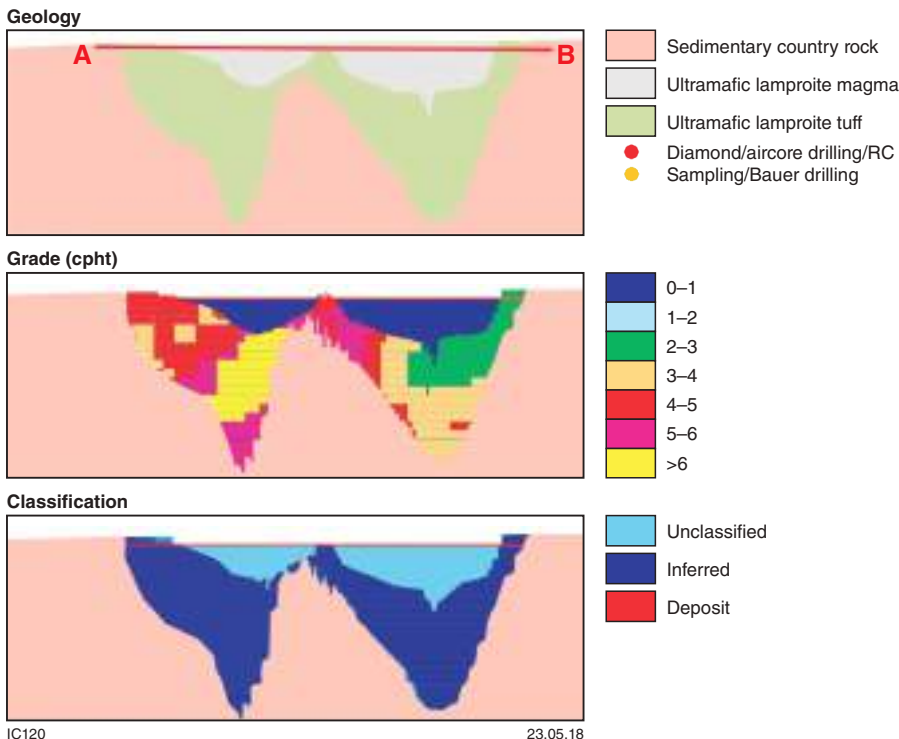 Geology
A
B
Sedimentary country rock
Ultramafic lamproite magma
Ultramafic lamproite tuff
Diamond/aircore drilling/RC
Sampling/Bauer drilling
Grade (cpht)
0–1
1–2
2–3
3–4
4–5
5–6
>6
Classification
Unclassified
Inferred
Deposit
IC120
23.05.18